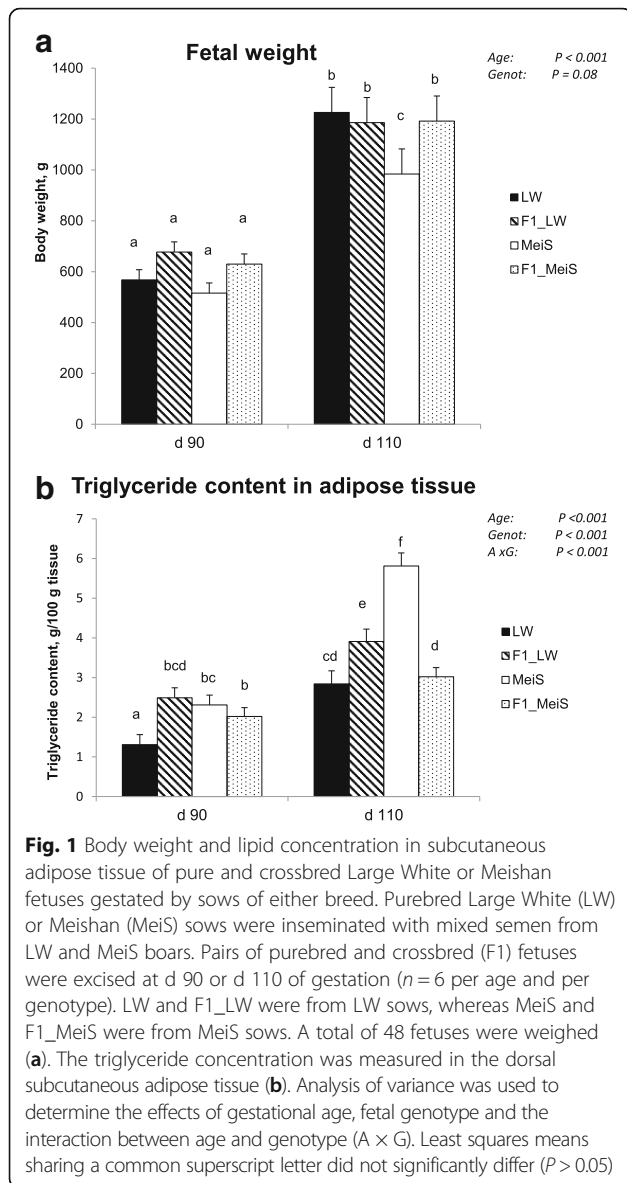 a Fetal weight
Age: P < 0.001
Genot: P = 0.08
Body weight, g
1400
1200
1000
800
600
400
200
0
a
a
a
a
b
b
c
b
d 90
d 110
LW
F1_LW
MeiS
F1_MeiS
b Triglyceride content in adipose tissue
Age: P <0.001
Genot: P < 0.001
A xG: P < 0.001
Triglyceride content, g/100 g tissue
7
6
5
4
3
2
1
0
a
bcd
bc
b
cd
e
f
d
d 90
d 110
LW
F1_LW
MeiS
F1_MeiS
Fig. 1 Body weight and lipid concentration in subcutaneous
adipose tissue of pure and crossbred Large White or Meishan
fetuses gestated by sows of either breed. Purebred Large White (LW)
or Meishan (MeiS) sows were inseminated with mixed semen from
LW and MeiS boars. Pairs of purebred and crossbred (F1) fetuses
were excised at d 90 or d 110 of gestation (n = 6 per age and per
genotype). LW and F1_LW were from LW sows, whereas MeiS and
F1_MeiS were from MeiS sows. A total of 48 fetuses were weighed
(a). The triglyceride concentration was measured in the dorsal
subcutaneous adipose tissue (b). Analysis of variance was used to
determine the effects of gestational age, fetal genotype and the
interaction between age and genotype (A × G). Least squares means
sharing a common superscript letter did not significantly differ (P > 0.05)